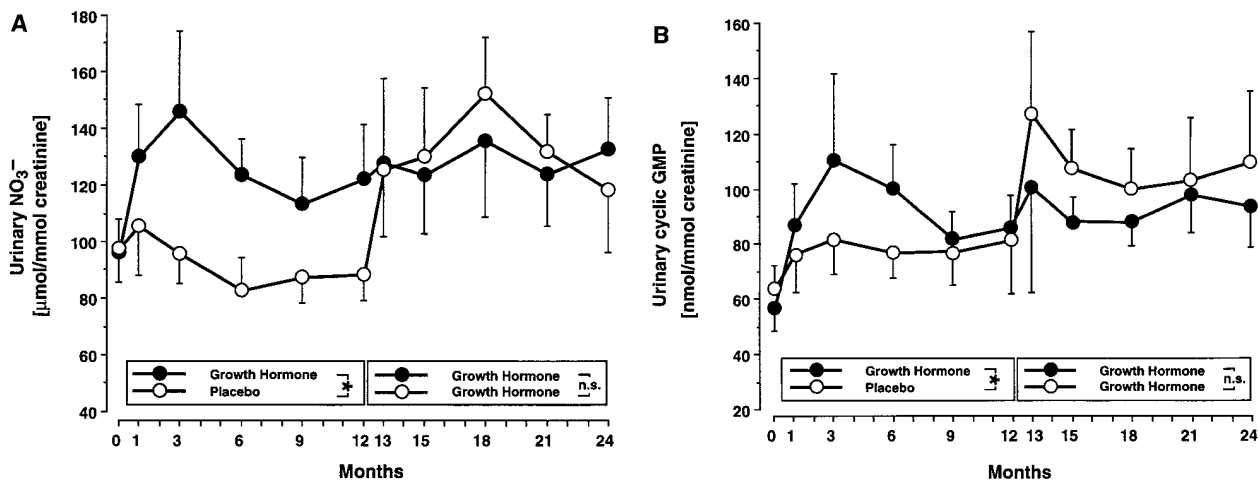 A
Urinary NO3−
[μmol/mmol creatinine]
180
160
140
120
100
80
60
40
Growth Hormone
Placebo
*
Growth Hormone
Growth Hormone
n.s.
0 1 3 6 9 12 13 15 18 21 24
Months
B
Urinary cyclic GMP
[nmol/mmol creatinine]
160
140
120
100
80
60
40
20
Growth Hormone
Placebo
*
Growth Hormone
Growth Hormone
n.s.
0 1 3 6 9 12 13 15 18 21 24
Months